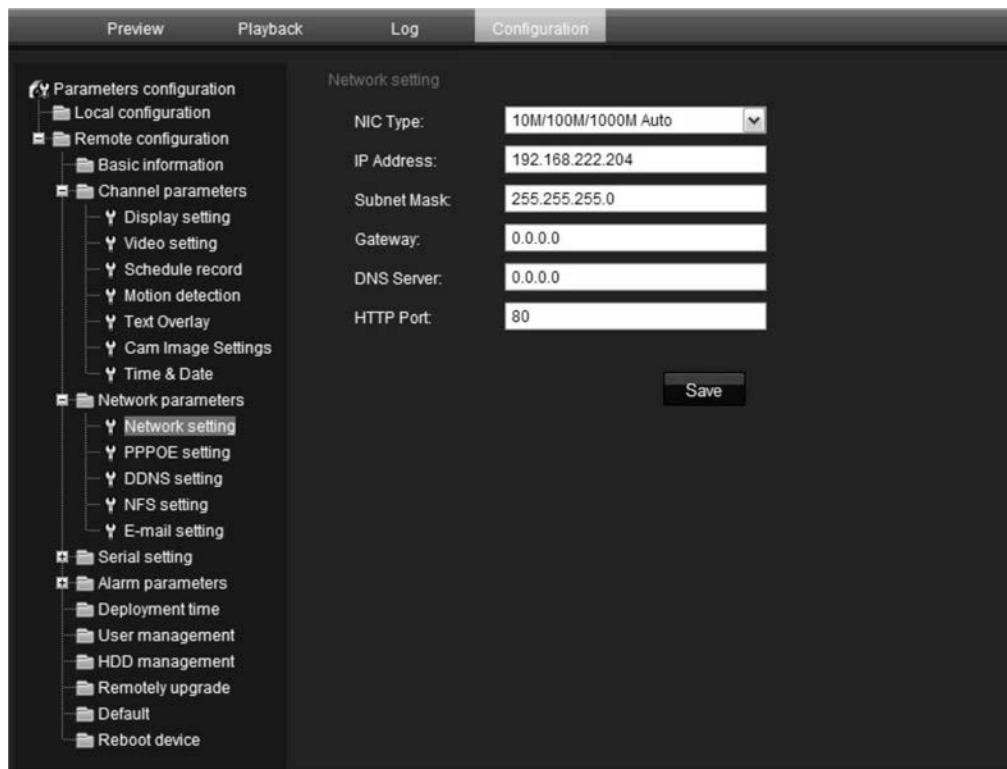 Preview Playback Log Configuration
Parameters configuration
Local configuration
Remote configuration
Basic information
Channel parameters
Display setting
Video setting
Schedule record
Motion detection
Text Overlay
Cam Image Settings
Time & Date
Network parameters
Network setting
PPPOE setting
DDNS setting
NFS setting
E-mail setting
Serial setting
Alarm parameters
Deployment time
User management
HDD management
Remotely upgrade
Default
Reboot device
Network setting
NIC Type: 10M/100M/1000M Auto
IP Address: 192.168.222.204
Subnet Mask: 255.255.255.0
Gateway: 0.0.0.0
DNS Server: 0.0.0.0
HTTP Port: 80
Save